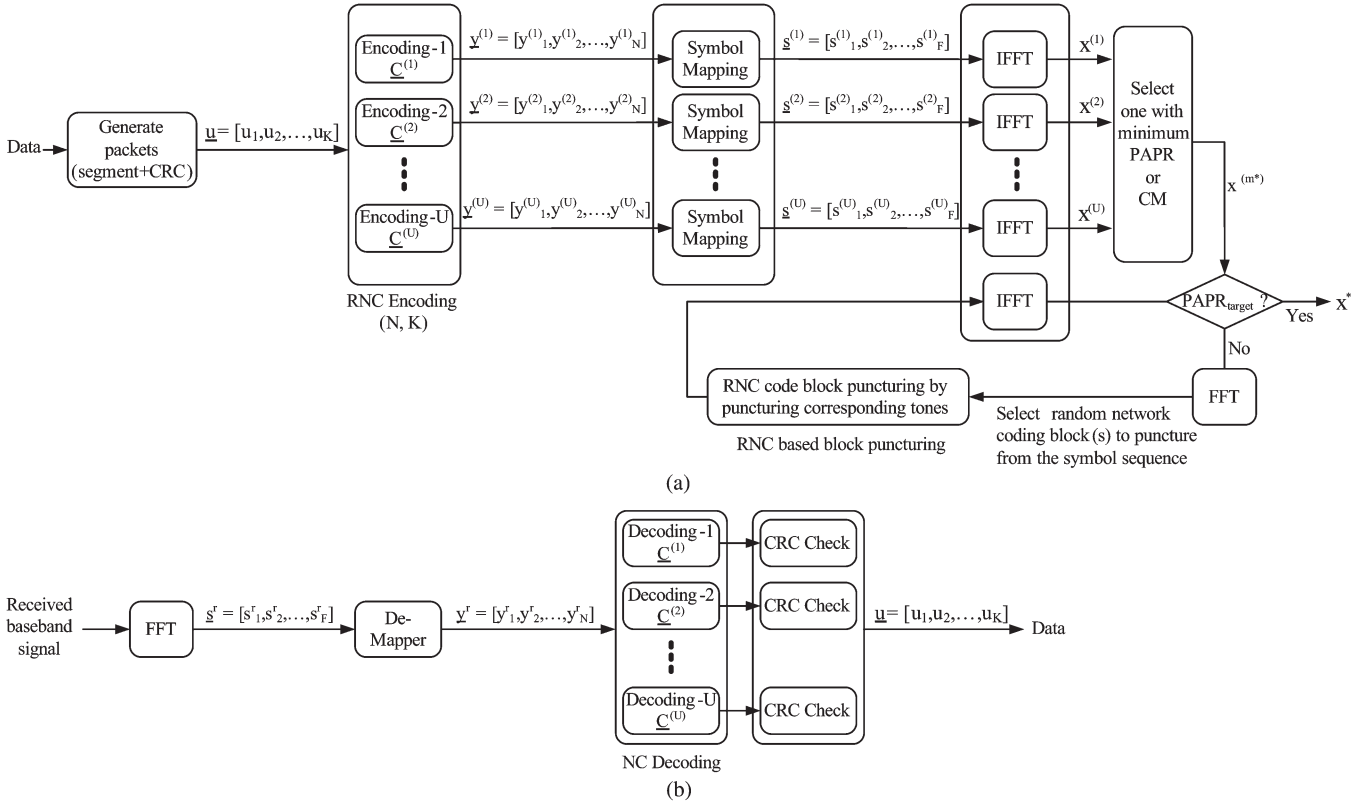 Data
Generate
packets
(segment+CRC)
u = [u1,u2,…,uK]
Encoding-1
C(1)
Encoding-2
C(2)
Encoding-U
C(U)
RNC Encoding
(N, K)
y(1) = [y(1)1,y(1)2,…,y(1)N]
y(2) = [y(2)1,y(2)2,…,y(2)N]
y(U) = [y(U)1,y(U)2,…,y(U)N]
Symbol
Mapping
Symbol
Mapping
Symbol
Mapping
s(1) = [s(1)1,s(1)2,…,s(1)F]
s(2) = [s(2)1,s(2)2,…,s(2)F]
s(U) = [s(U)1,s(U)2,…,s(U)F]
IFFT
IFFT
IFFT
IFFT
x(1)
x(2)
x(U)
Select
one with
minimum
PAPR
or
CM
x (m*)
PAPRtarget ?
Yes
x*
No
FFT
Select random network
coding block(s) to puncture
from the symbol sequence
RNC code block puncturing by
puncturing corresponding tones
RNC based block puncturing
(a)
Received
baseband
signal
FFT
sr = [sr1,sr2,…,srF]
De-
Mapper
yr = [yr1,yr2,…,yrN]
Decoding-1
C(1)
Decoding-2
C(2)
Decoding-U
C(U)
NC Decoding
CRC Check
CRC Check
CRC Check
u = [u1,u2,…,uK]
Data
(b)